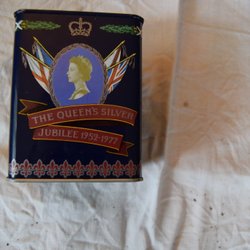 THE QUEEN'S SILVER
JUBILEE 1952-1977